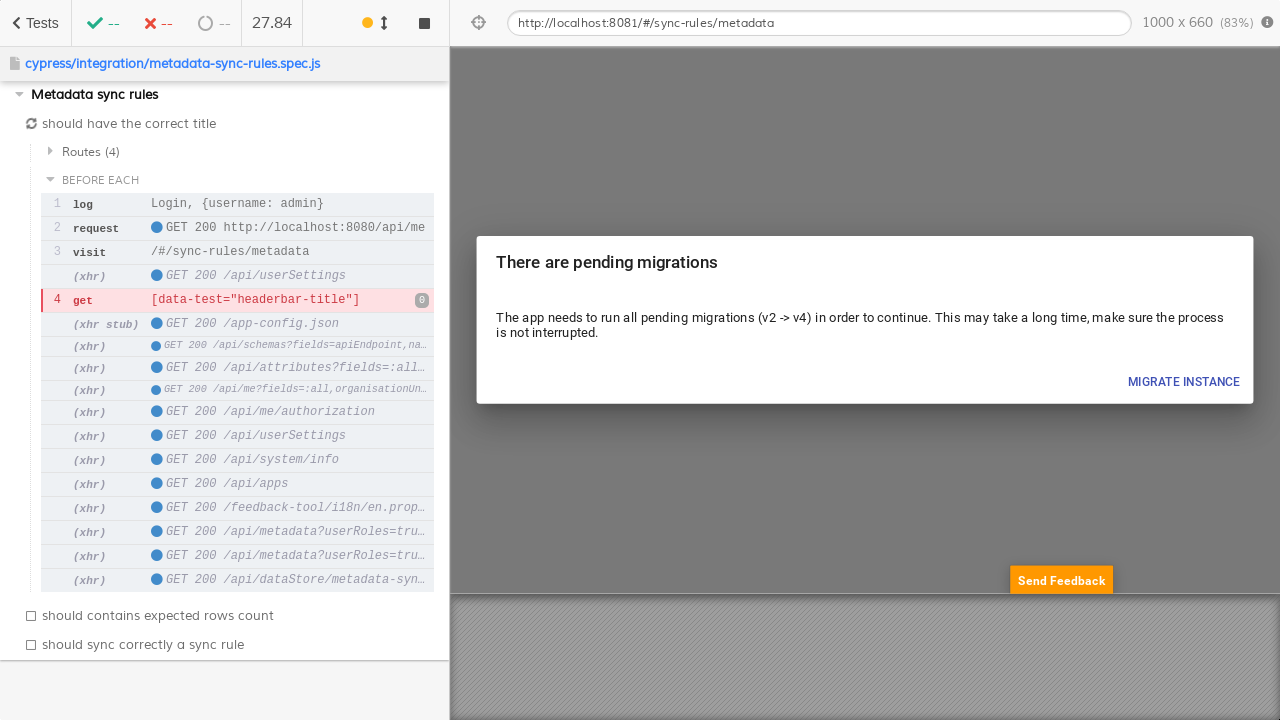 Tests
--
--
--
27.84
http://localhost:8081/#/sync-rules/metadata
1000 x 660 (83%)
cypress/integration/metadata-sync-rules.spec.js
Metadata sync rules
should have the correct title
Routes (4)
BEFORE EACH
1 log Login, {username: admin}
2 request GET 200 http://localhost:8080/api/me
3 visit /#/sync-rules/metadata
(xhr) GET 200 /api/userSettings
4 get [data-test="headerbar-title"] 0
(xhr stub) GET 200 /app-config.json
(xhr) GET 200 /api/schemas?fields=apiEndpoint,na…
(xhr) GET 200 /api/attributes?fields=:all…
(xhr) GET 200 /api/me?fields=:all,organisationUn…
(xhr) GET 200 /api/me/authorization
(xhr) GET 200 /api/userSettings
(xhr) GET 200 /api/system/info
(xhr) GET 200 /api/apps
(xhr) GET 200 /feedback-tool/i18n/en.prop…
(xhr) GET 200 /api/metadata?userRoles=tru…
(xhr) GET 200 /api/metadata?userRoles=tru…
(xhr) GET 200 /api/dataStore/metadata-syn…
should contains expected rows count
should sync correctly a sync rule
There are pending migrations
The app needs to run all pending migrations (v2 -> v4) in order to continue. This may take a long time, make sure the process
is not interrupted.
MIGRATE INSTANCE
Send Feedback